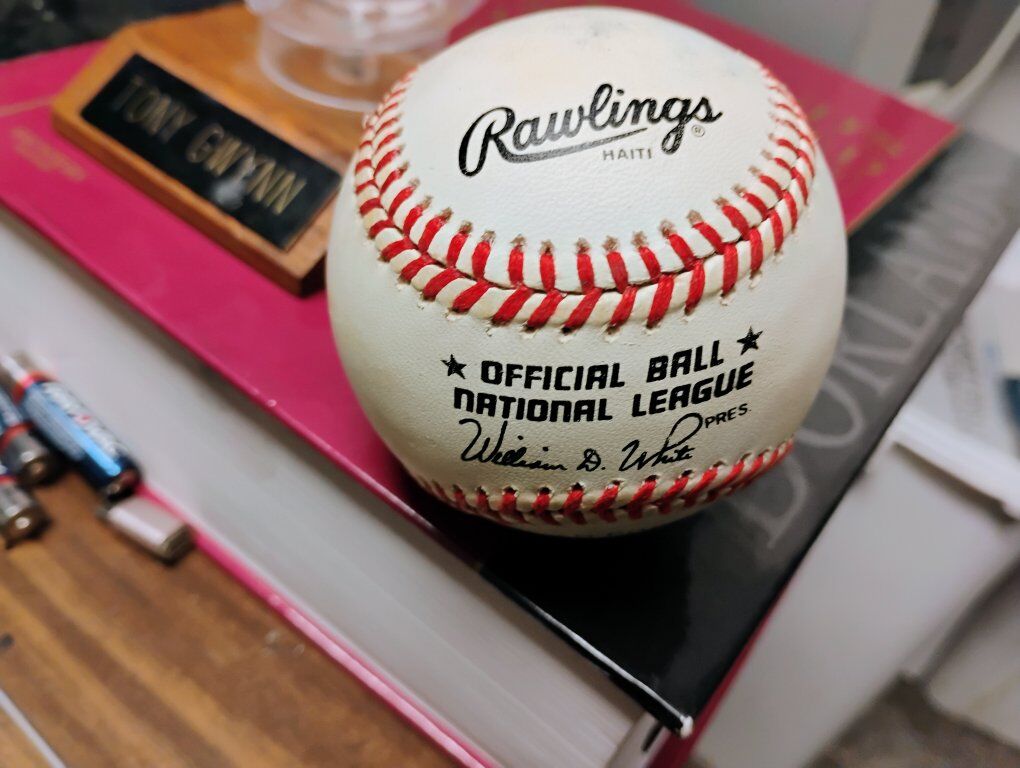 TONY GWYNN
Rawlings®
HAITI
★ OFFICIAL BALL ★
NATIONAL LEAGUE
William D. White PRES.